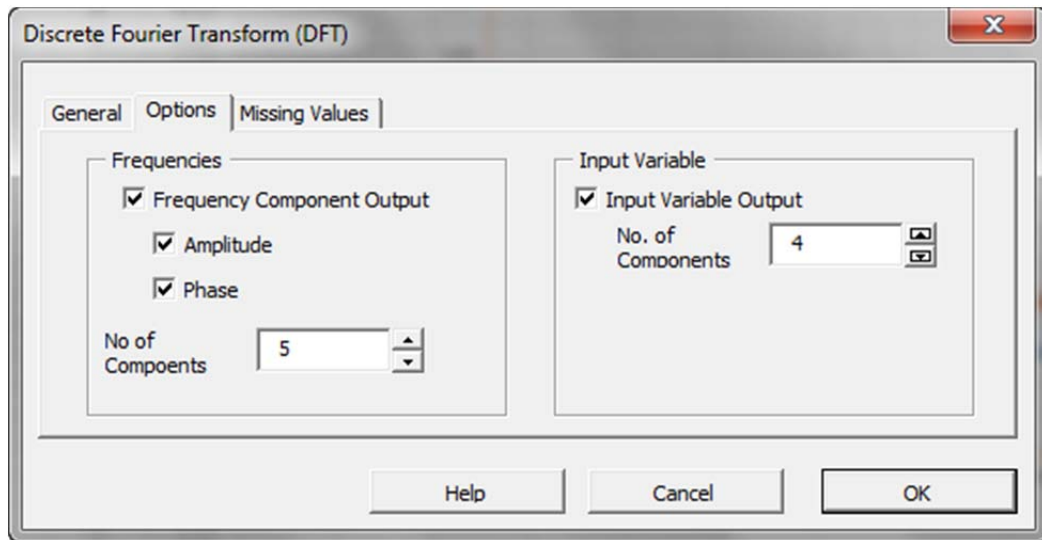 Discrete Fourier Transform (DFT)
General Options Missing Values
Frequencies
Frequency Component Output
Amplitude
Phase
No of
Compoents
5
Input Variable
Input Variable Output
No. of
Components
4
Help Cancel OK